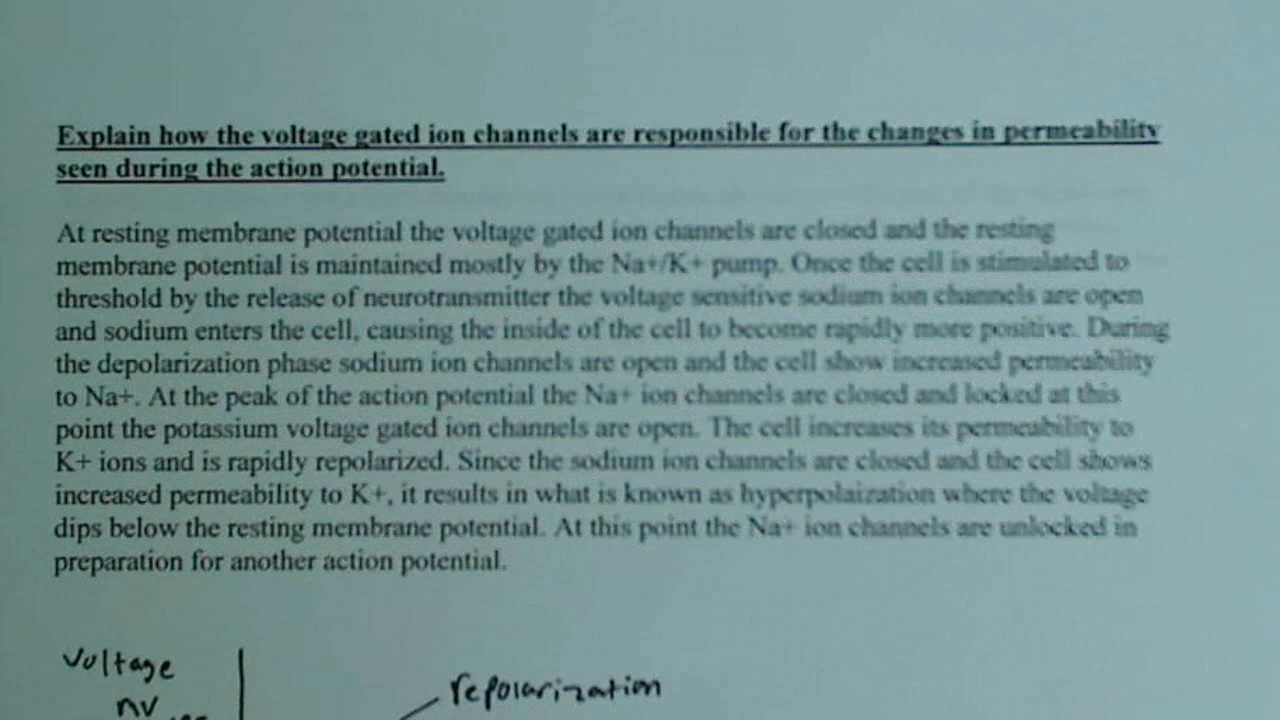 Explain how the voltage gated ion channels are responsible for the changes in permeability
seen during the action potential.
At resting membrane potential the voltage gated ion channels are closed and the resting
membrane potential is maintained mostly by the Na+/K+ pump. Once the cell is stimulated to
threshold by the release of neurotransmitter the voltage sensitive sodium ion channels are open
and sodium enters the cell, causing the inside of the cell to become rapidly more positive. During
the depolarization phase sodium ion channels are open and the cell show increased permeability
to Na+. At the peak of the action potential the Na+ ion channels are closed and locked at this
point the potassium voltage gated ion channels are open. The cell increases its permeability to
K+ ions and is rapidly repolarized. Since the sodium ion channels are closed and the cell shows
increased permeability to K+, it results in what is known as hyperpolaization where the voltage
dips below the resting membrane potential. At this point the Na+ ion channels are unlocked in
preparation for another action potential.
voltage
nv
repolarization